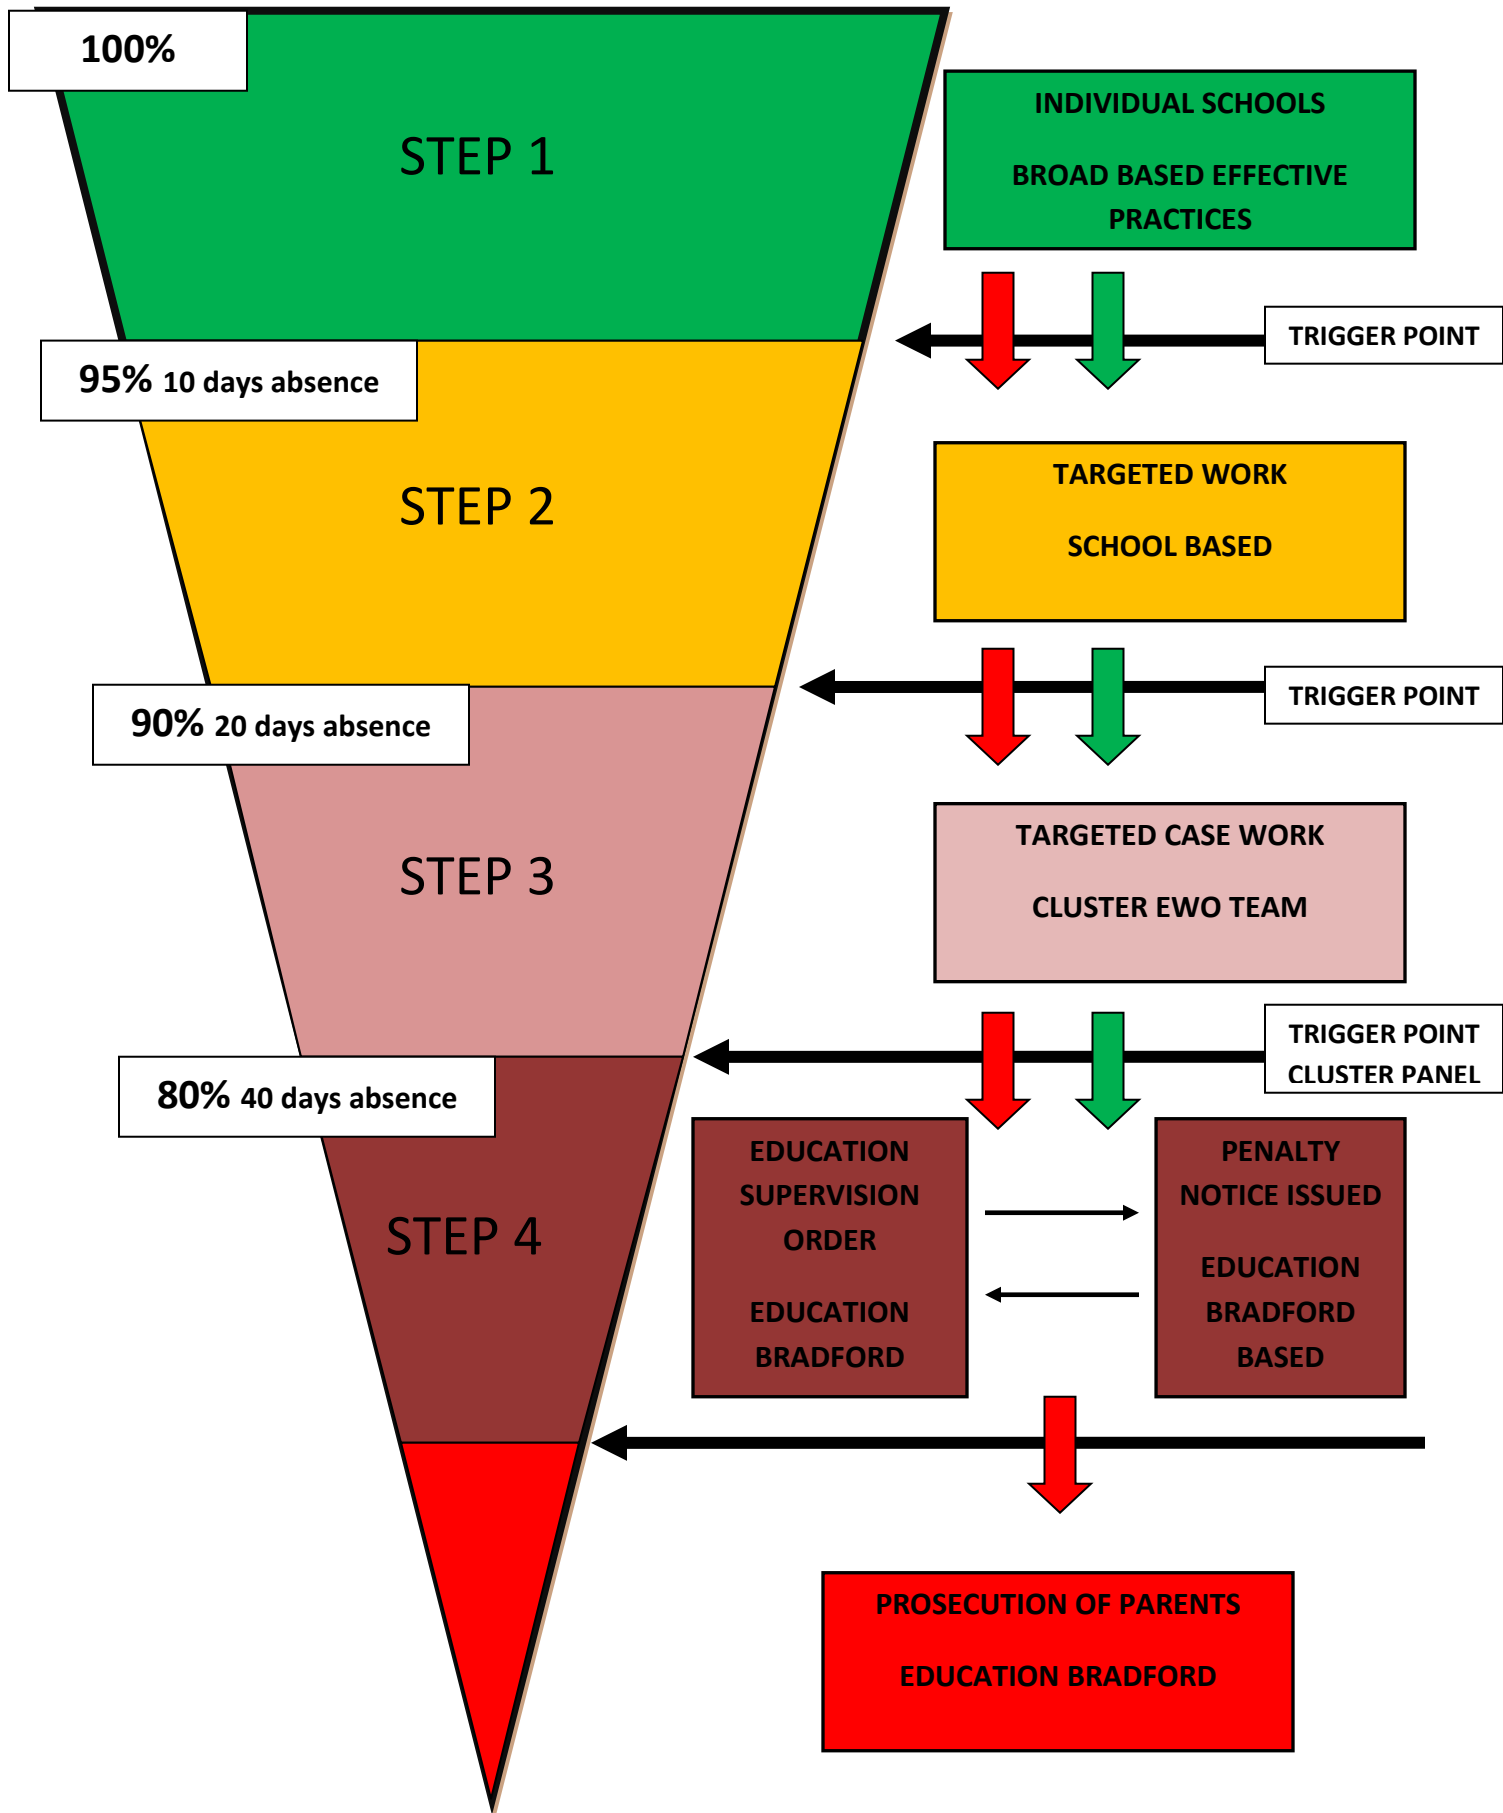 100%
STEP 1
INDIVIDUAL SCHOOLS
BROAD BASED EFFECTIVE
PRACTICES
TRIGGER POINT
95% 10 days absence
STEP 2
TARGETED WORK
SCHOOL BASED
TRIGGER POINT
90% 20 days absence
STEP 3
TARGETED CASE WORK
CLUSTER EWO TEAM
TRIGGER POINT
CLUSTER PANEL
80% 40 days absence
STEP 4
EDUCATION
SUPERVISION
ORDER
EDUCATION
BRADFORD
PENALTY
NOTICE ISSUED
EDUCATION
BRADFORD
BASED
PROSECUTION OF PARENTS
EDUCATION BRADFORD